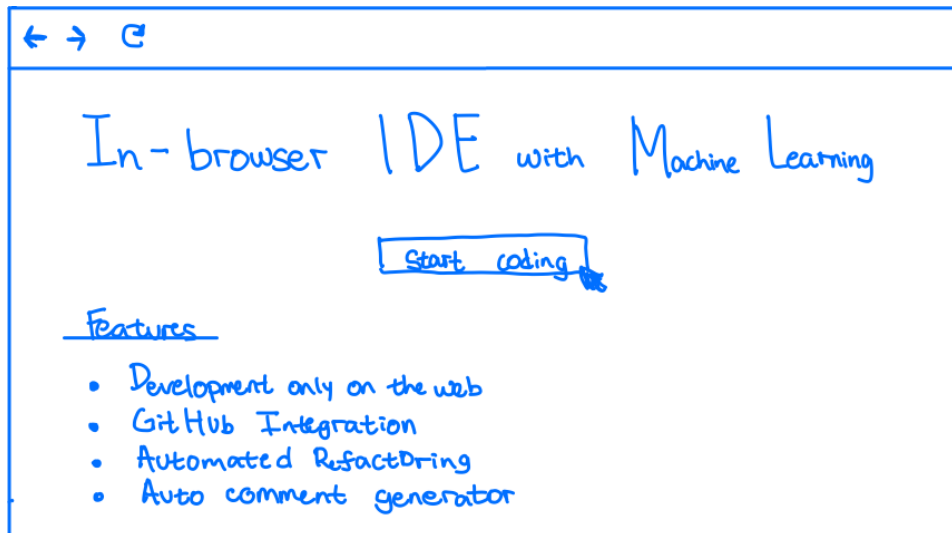 In-browser IDE with Machine Learning
Start coding
Features
• Development only on the web
• GitHub Integration
• Automated Refactoring
• Auto comment generator